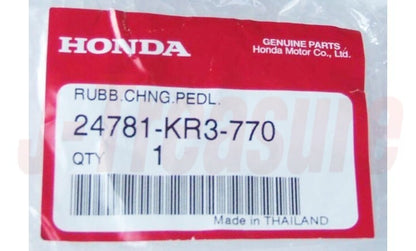 HONDA
GENUINE PARTS
Honda Motor Co., Ltd.
RUBB.CHNG.PEDL.
24781-KR3-770
QTY 1
Made in THAILAND